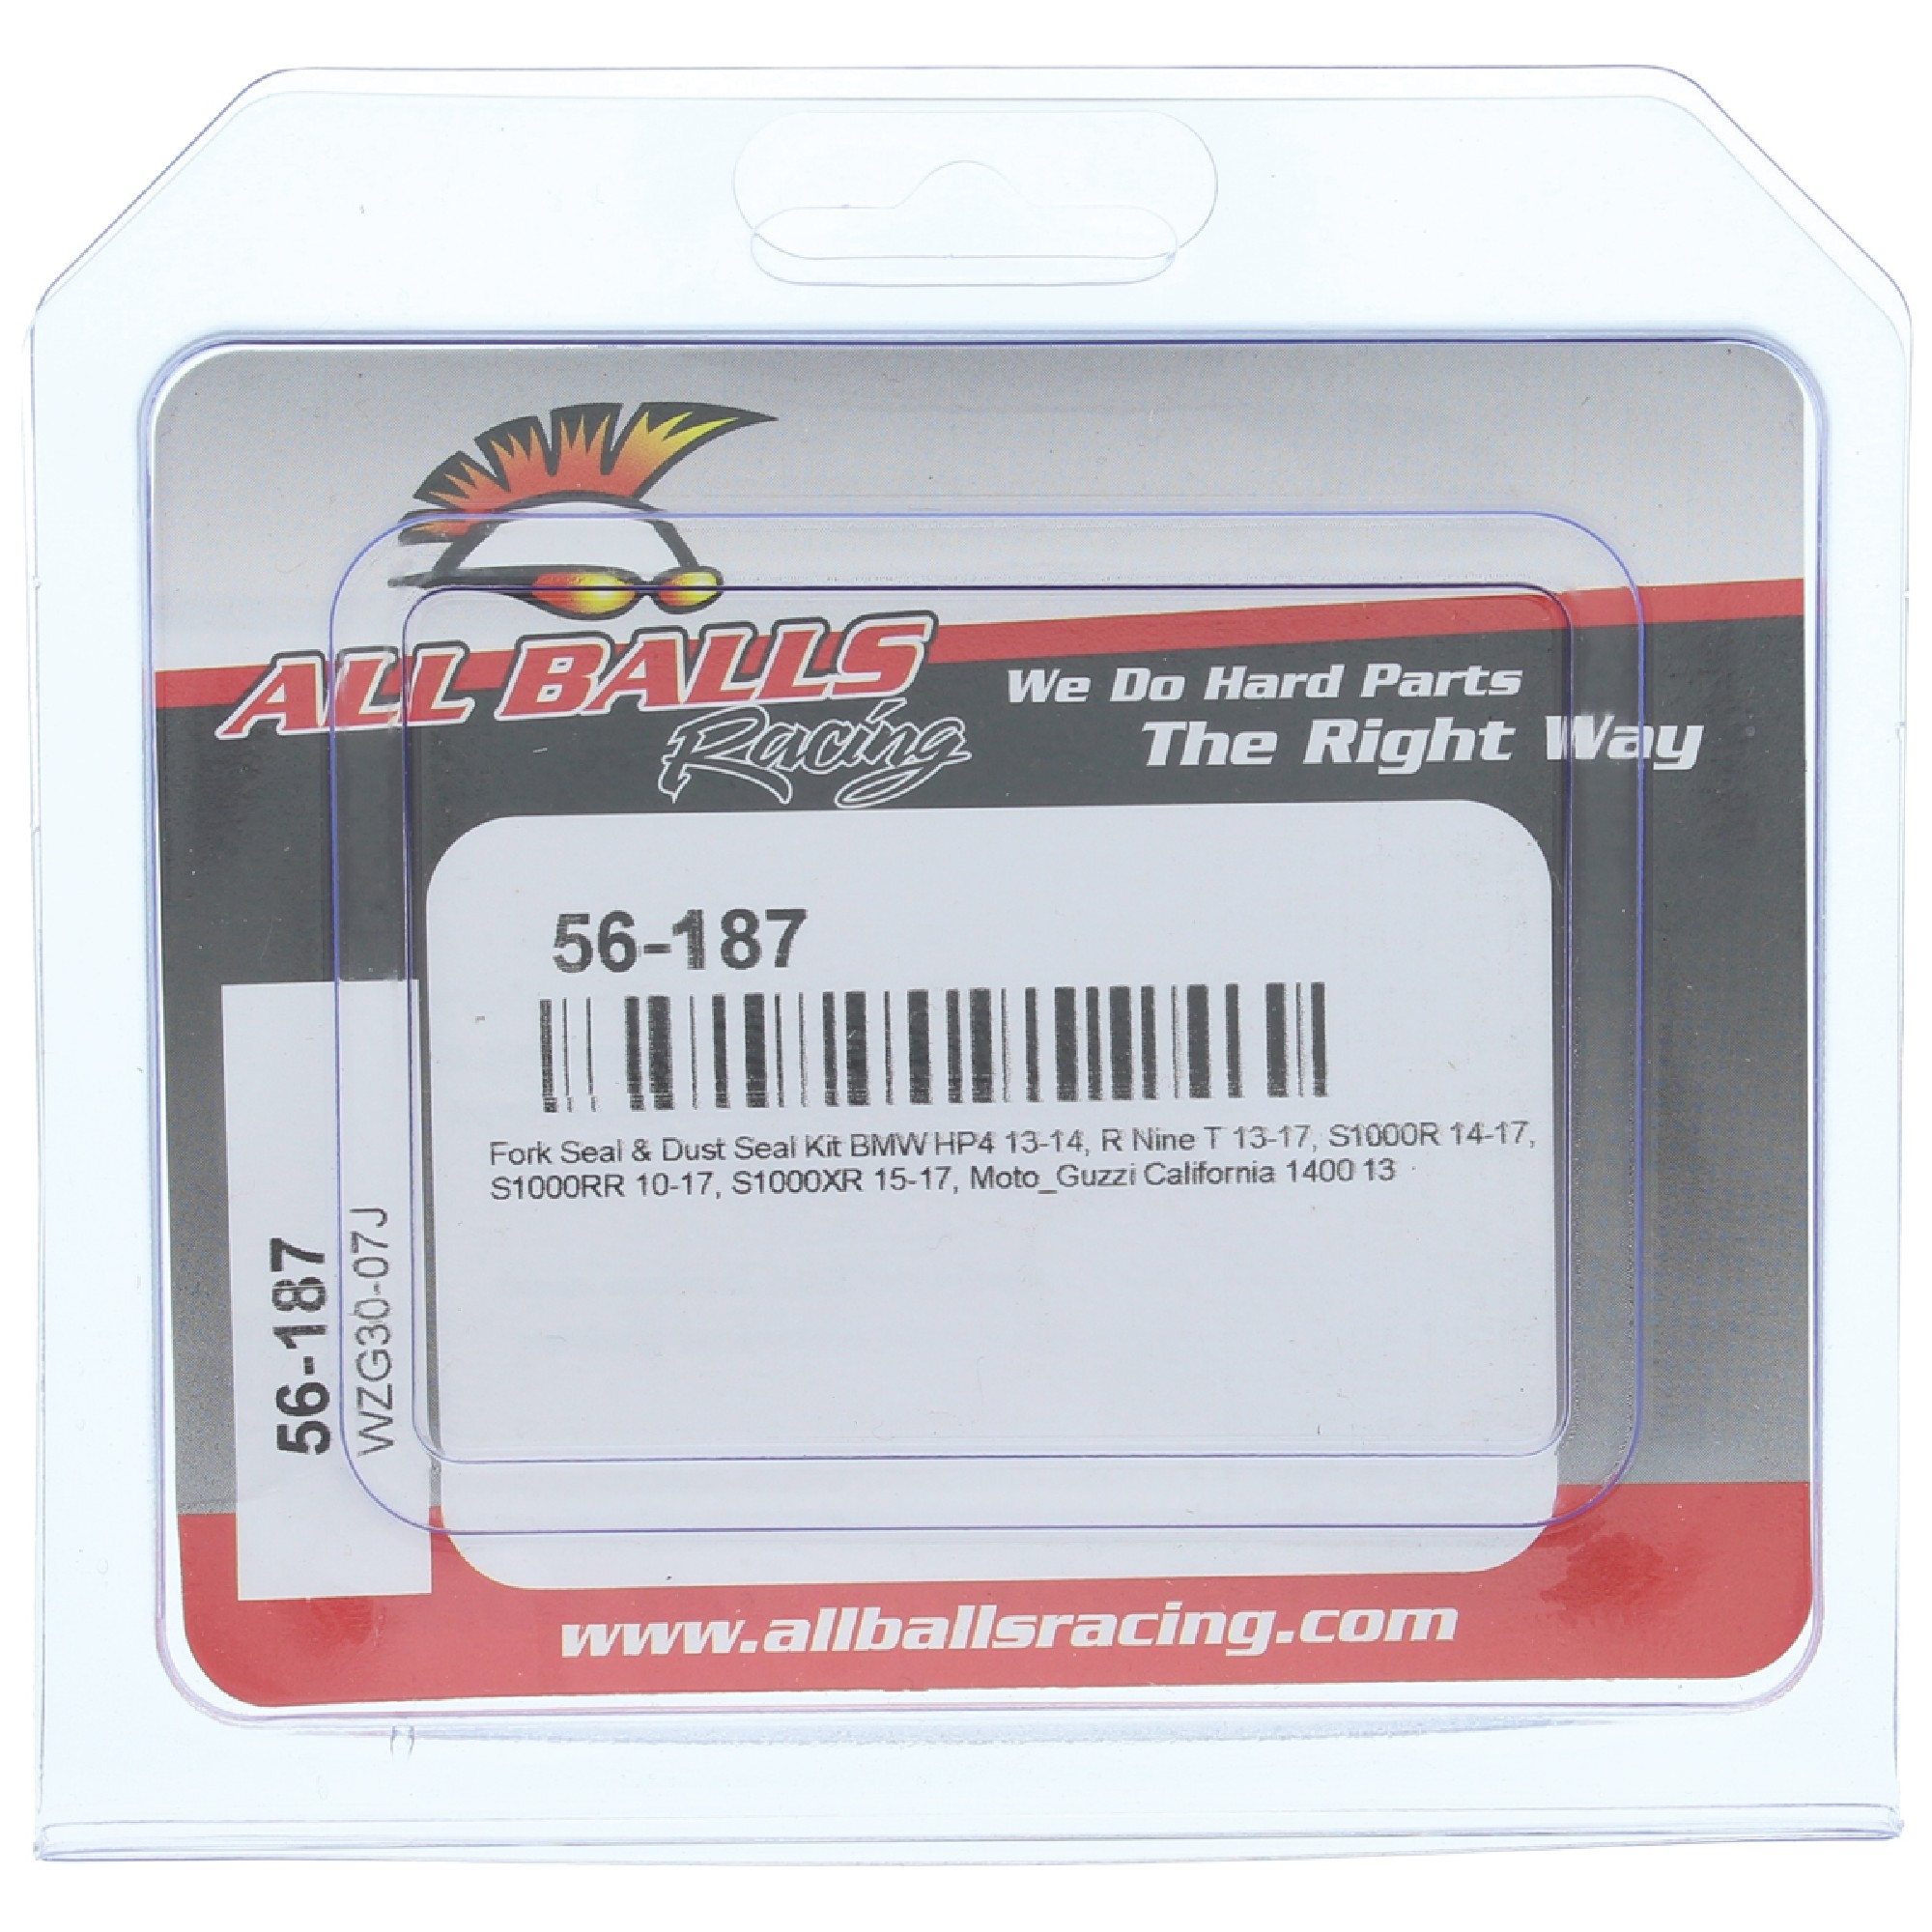 ALL BALLS
Racing
We Do Hard Parts
The Right Way
56-187
Fork Seal & Dust Seal Kit BMW HP4 13-14, R Nine T 13-17, S1000R 14-17,
S1000RR 10-17, S1000XR 15-17, Moto_Guzzi California 1400 13
56-187
WZG30-07J
www.allballsracing.com